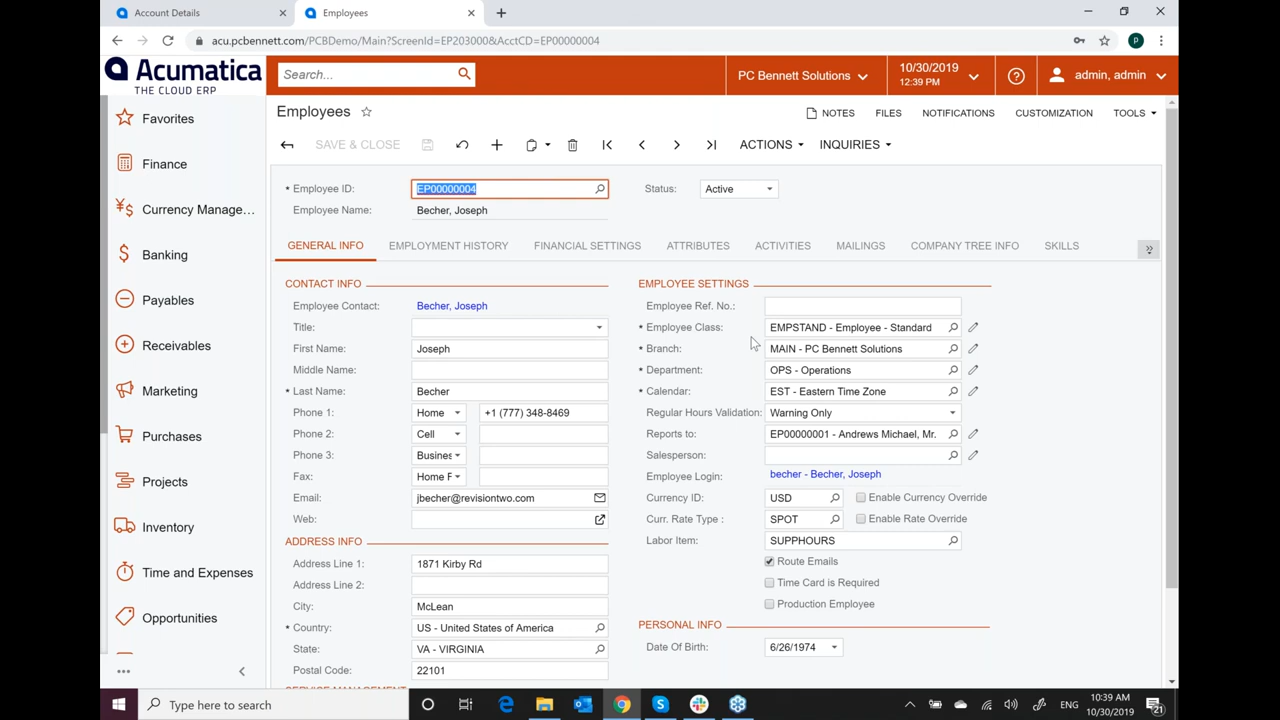 Account Details
Employees
acu.pcbennett.com/PCBDemo/Main?ScreenId=EP203000&AcctCD=EP00000004
P
Acumatica
THE CLOUD ERP
Search...
PC Bennett Solutions
10/30/2019
12:39 PM
admin, admin
Favorites
Finance
Currency Manage...
Banking
Payables
Receivables
Marketing
Purchases
Projects
Inventory
Time and Expenses
Opportunities
Employees
NOTES
FILES
NOTIFICATIONS
CUSTOMIZATION
TOOLS
SAVE & CLOSE
ACTIONS
INQUIRIES
* Employee ID: EP00000004
Status: Active
Employee Name: Becher, Joseph
GENERAL INFO
EMPLOYMENT HISTORY
FINANCIAL SETTINGS
ATTRIBUTES
ACTIVITIES
MAILINGS
COMPANY TREE INFO
SKILLS
CONTACT INFO
Employee Contact: Becher, Joseph
Title:
First Name: Joseph
Middle Name:
* Last Name: Becher
Phone 1: Home +1 (777) 348-8469
Phone 2: Cell
Phone 3: Busines
Fax: Home F
Email: jbecher@revisiontwo.com
Web:
ADDRESS INFO
Address Line 1: 1871 Kirby Rd
Address Line 2:
City: McLean
* Country: US - United States of America
State: VA - VIRGINIA
Postal Code: 22101
SERVICE MANAGEMENT
EMPLOYEE SETTINGS
Employee Ref. No.:
* Employee Class: EMPSTAND - Employee - Standard
* Branch: MAIN - PC Bennett Solutions
* Department: OPS - Operations
* Calendar: EST - Eastern Time Zone
Regular Hours Validation: Warning Only
Reports to: EP00000001 - Andrews Michael, Mr.
Salesperson:
Employee Login: becher - Becher, Joseph
Currency ID: USD Enable Currency Override
Curr. Rate Type : SPOT Enable Rate Override
Labor Item: SUPPHOURS
Route Emails
Time Card is Required
Production Employee
PERSONAL INFO
Date Of Birth: 6/26/1974
Type here to search
ENG
10:39 AM
10/30/2019
21